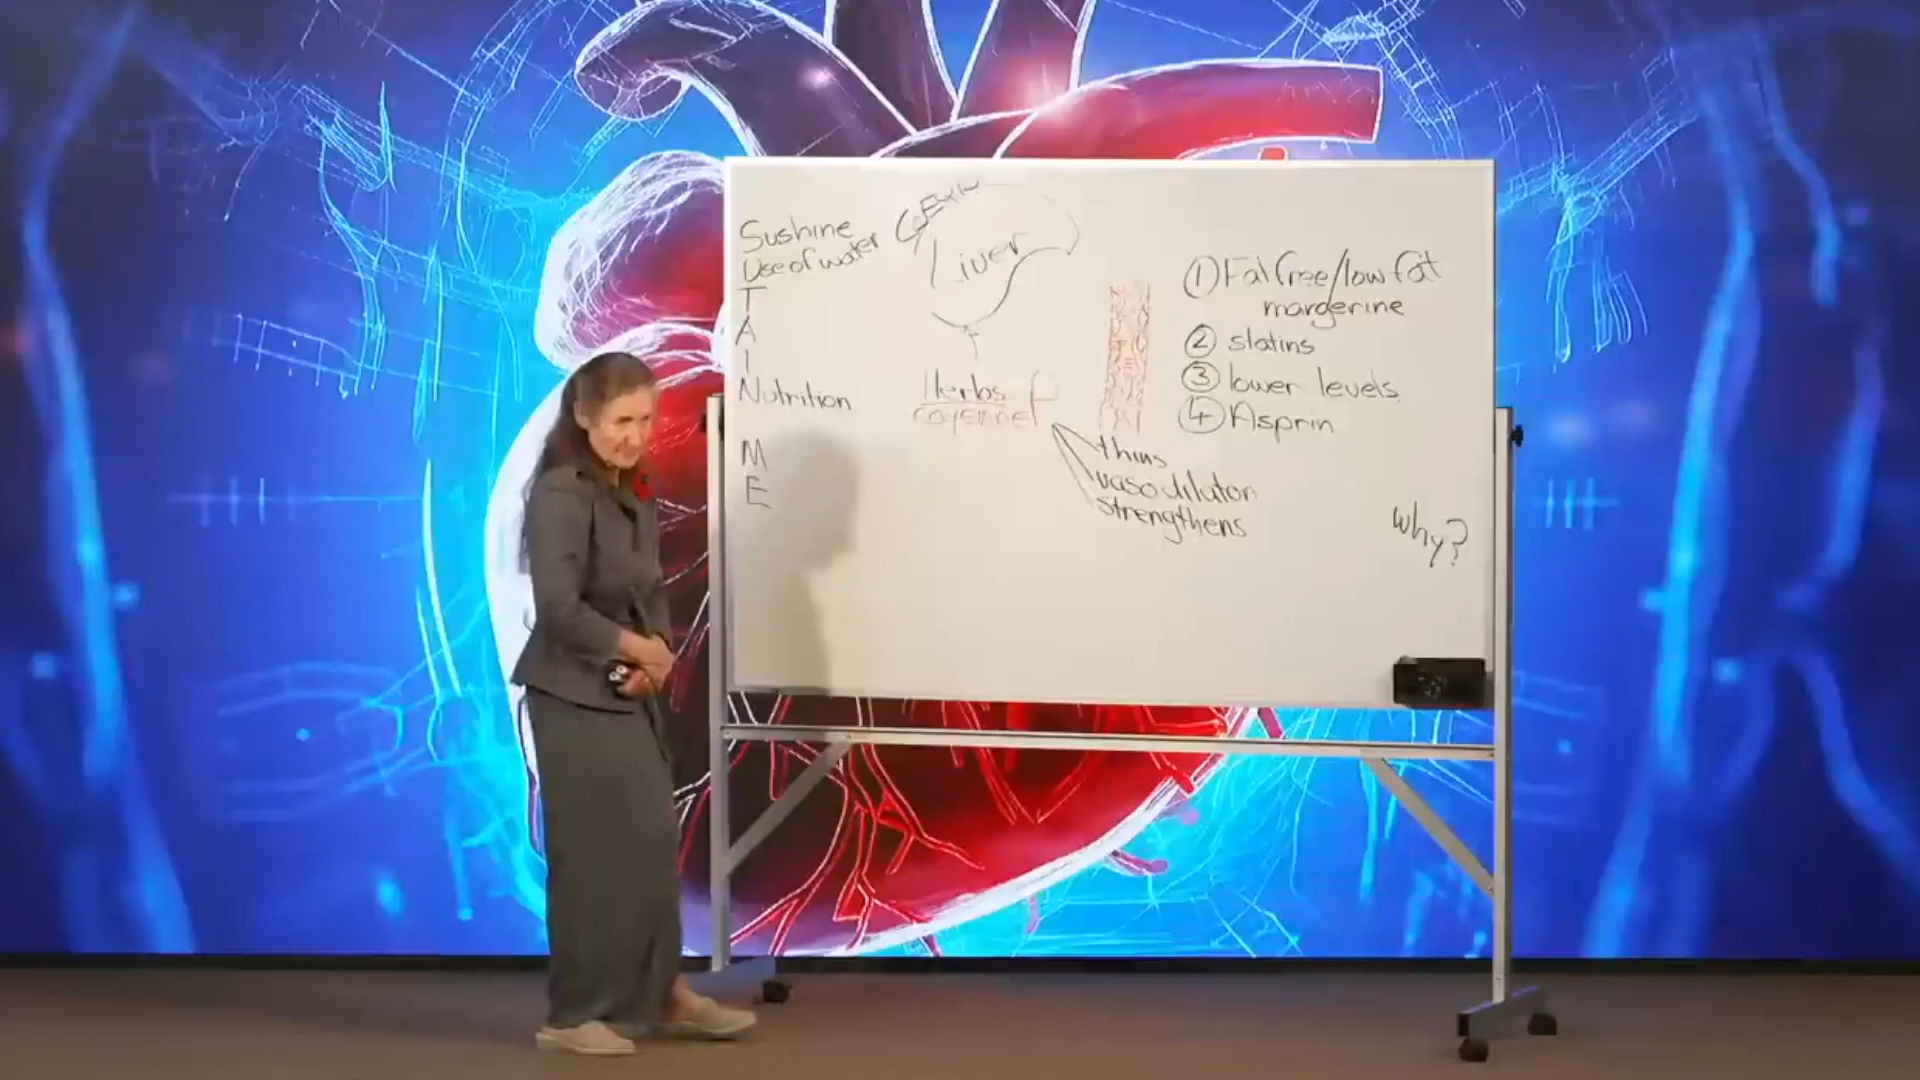 Sushine
Use of water
T
A
I
Nutrition
M
E
Liver
Herbs
cayenne
① Fat free/low fat
margerine
② statins
③ lower levels
④ Asprin
thins
vasodilator
strengthens
why?